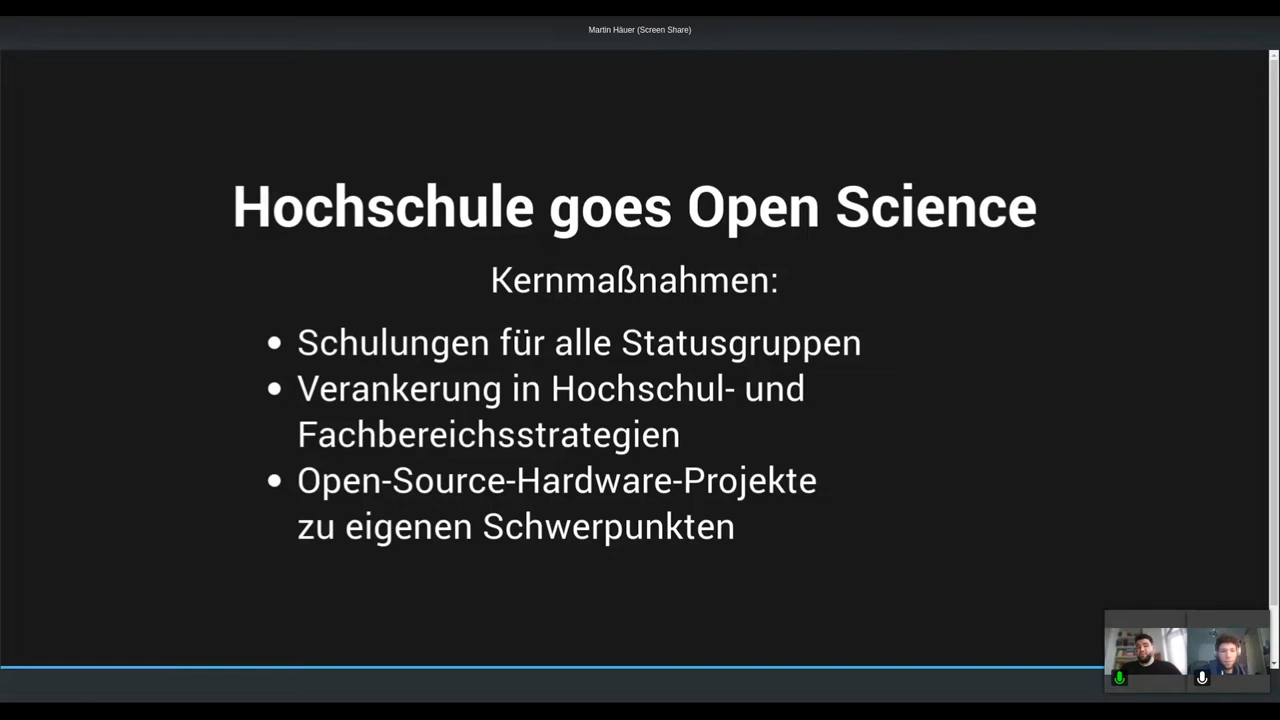 Martin Häuer (Screen Share)
Hochschule goes Open Science
Kernmaßnahmen:
• Schulungen für alle Statusgruppen
• Verankerung in Hochschul- und
Fachbereichsstrategien
• Open-Source-Hardware-Projekte
zu eigenen Schwerpunkten